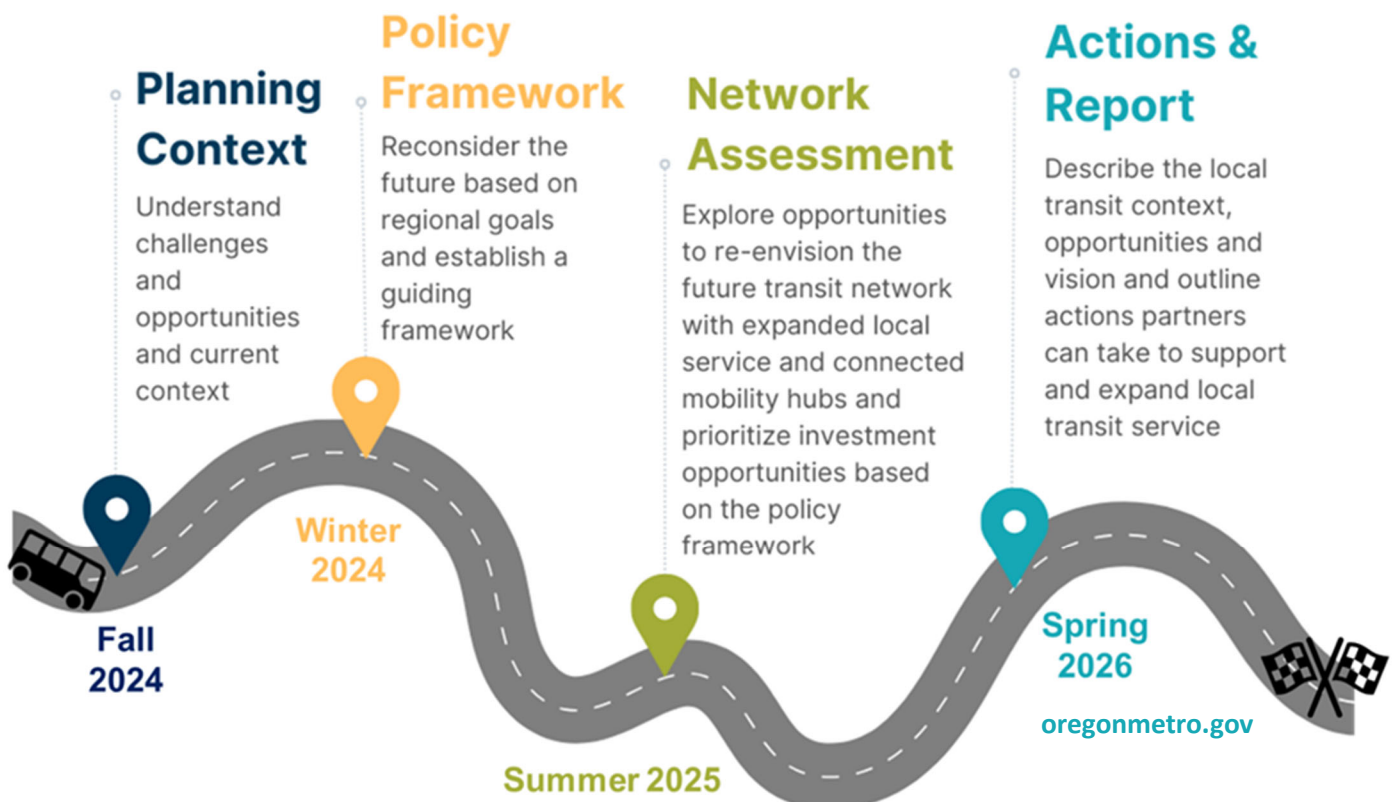 Planning
Context
Understand
challenges
and
opportunities
and current
context
Fall
2024
Policy
Framework
Reconsider the
future based on
regional goals
and establish a
guiding
framework
Winter
2024
Network
Assessment
Explore opportunities
to re-envision the
future transit network
with expanded local
service and connected
mobility hubs and
prioritize investment
opportunities based
on the policy
framework
Summer 2025
Actions &
Report
Describe the local
transit context,
opportunities and
vision and outline
actions partners
can take to support
and expand local
transit service
Spring
2026
oregonmetro.gov